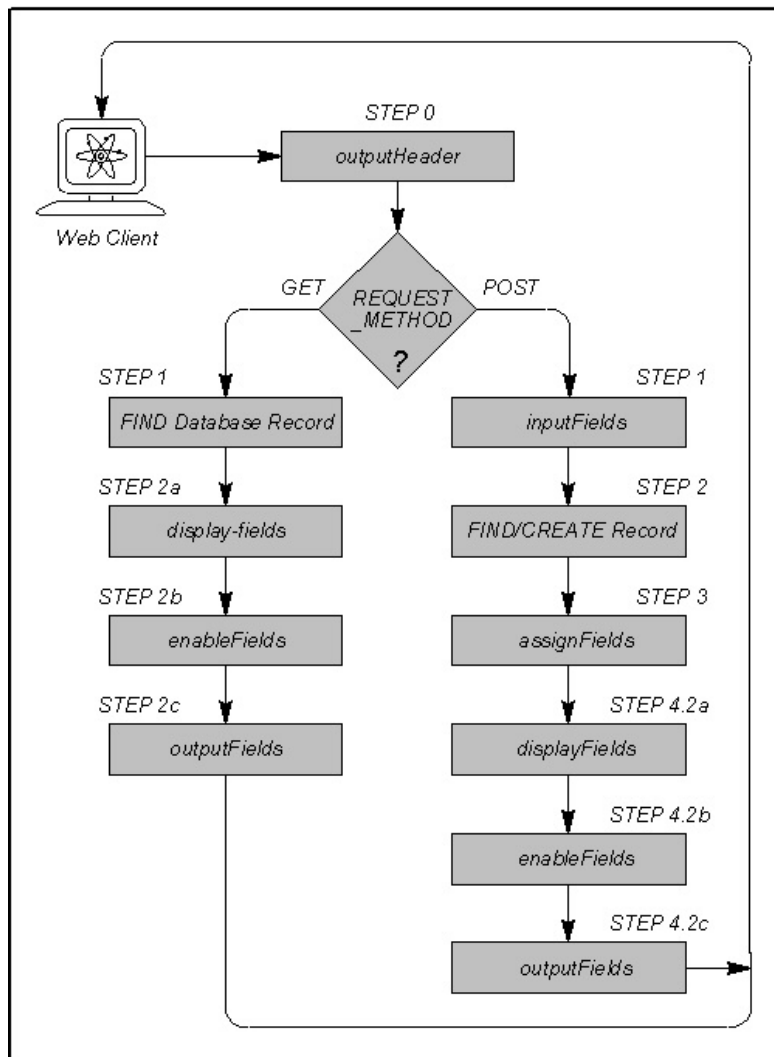 STEP 0
outputHeader
Web Client
GET
POST
REQUEST
_METHOD
?
STEP 1
FIND Database Record
STEP 2a
display-fields
STEP 2b
enableFields
STEP 2c
outputFields
STEP 1
inputFields
STEP 2
FIND/CREATE Record
STEP 3
assignFields
STEP 4.2a
displayFields
STEP 4.2b
enableFields
STEP 4.2c
outputFields